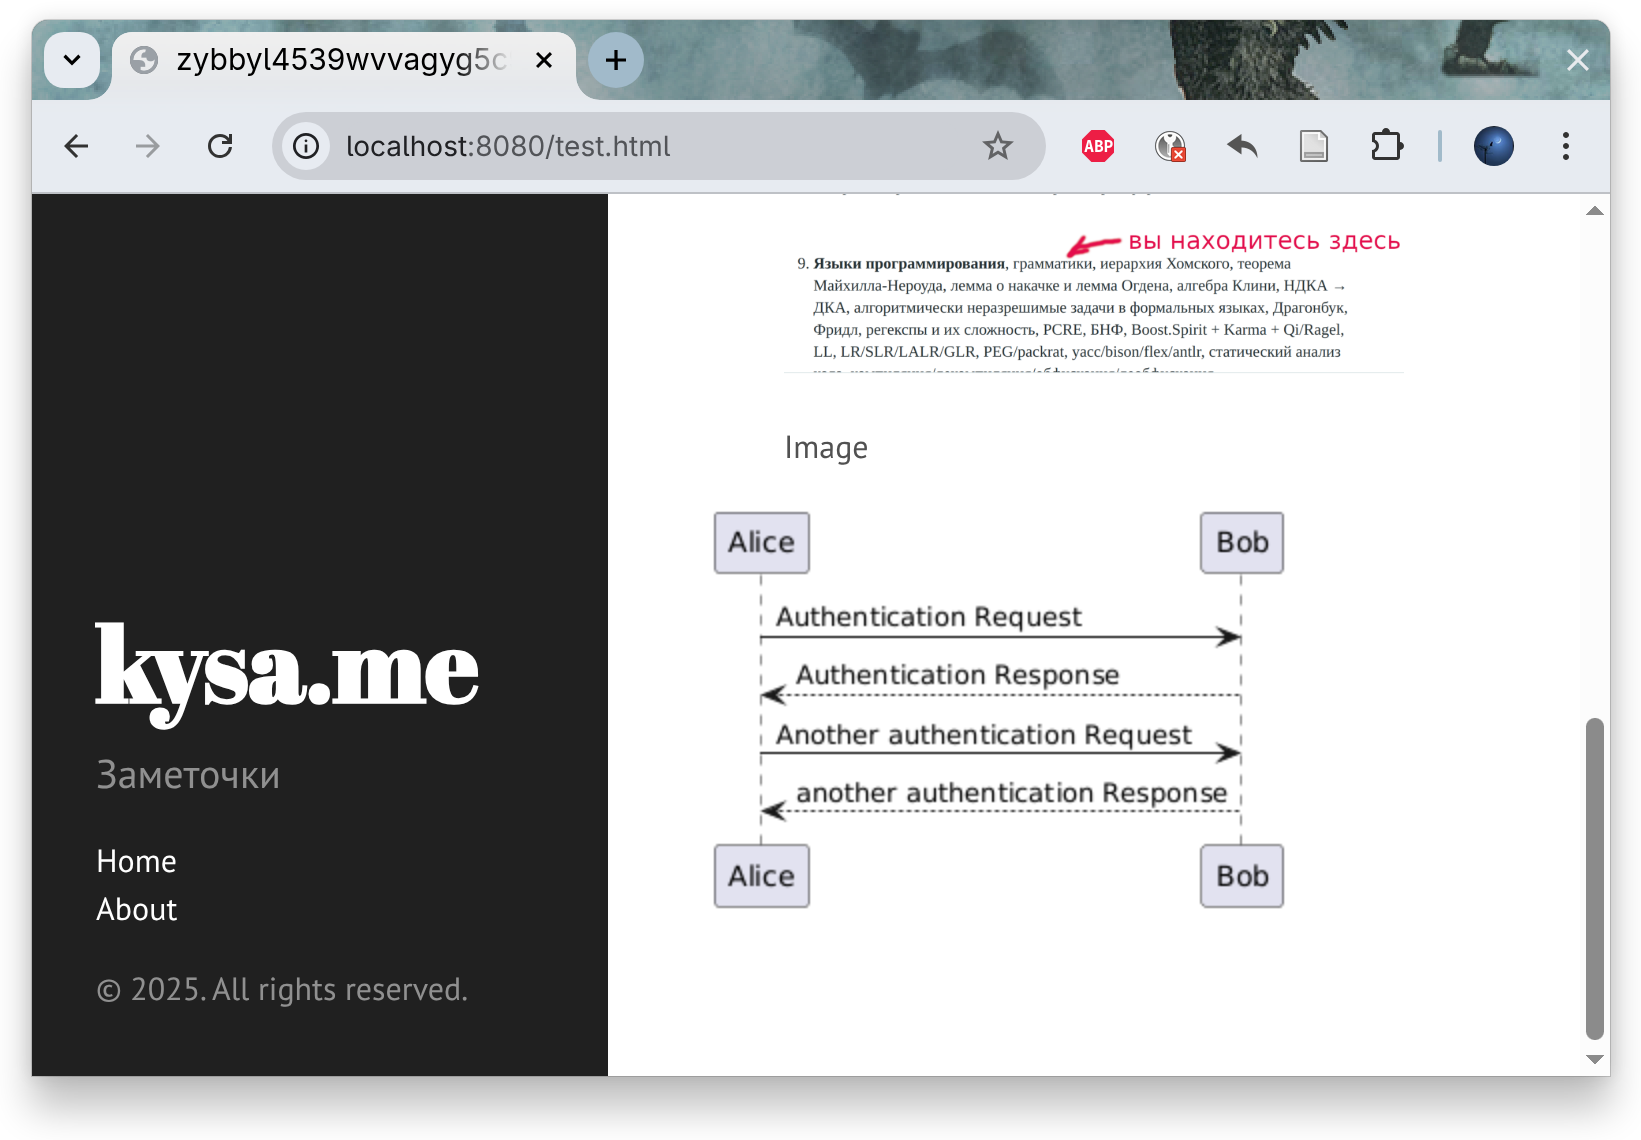 zybbyl4539wvvagyg5c
localhost:8080/test.html
ABP
вы находитесь здесь
9. Языки программирования, грамматики, иерархия Хомского, теорема
Майхилла-Нероуда, лемма о накачке и лемма Огдена, алгебра Клини, НДКА →
ДКА, алгоритмически неразрешимые задачи в формальных языках, Драгонбук,
Фридл, регекспы и их сложность, PCRE, БНФ, Boost.Spirit + Karma + Qi/Ragel,
LL, LR/SLR/LALR/GLR, PEG/packrat, yacc/bison/flex/antlr, статический анализ
Image
Alice Bob
Authentication Request
Authentication Response
Another authentication Request
another authentication Response
Alice Bob
kysa.me
Заметочки
Home
About
© 2025. All rights reserved.